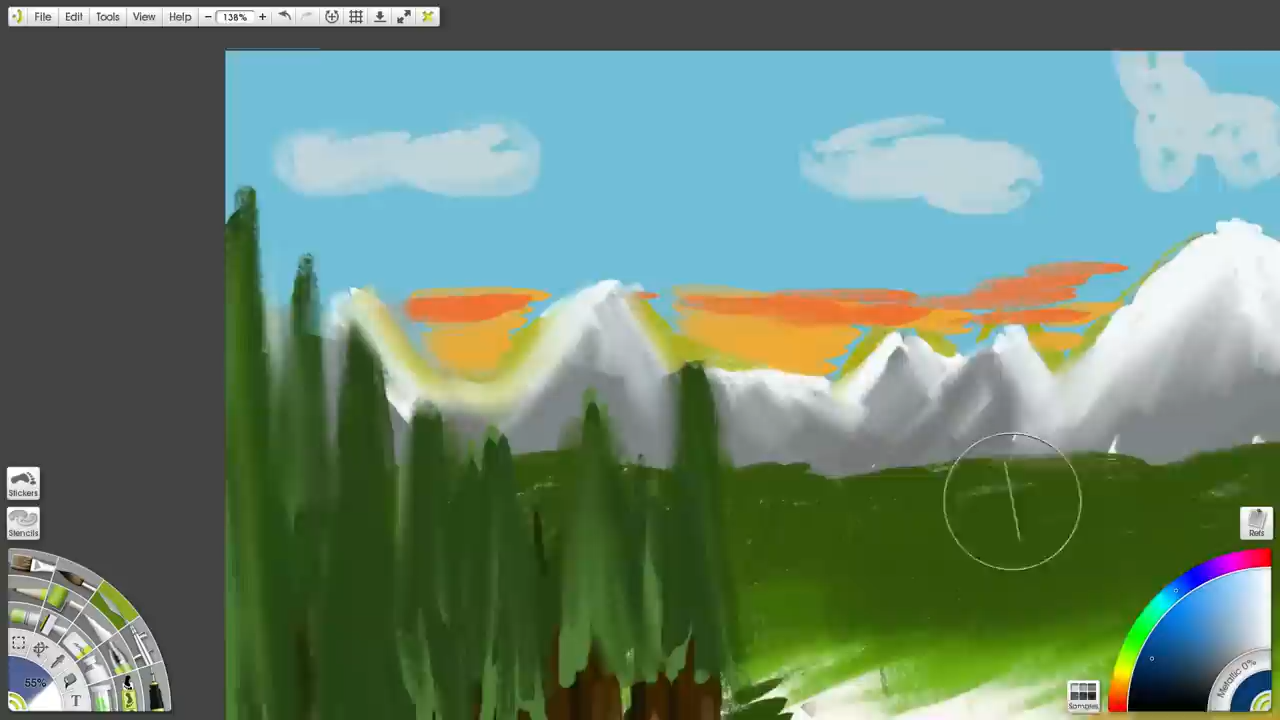 File Edit Tools View Help − 138% +
Stickers
Stencils
Refs
55%
T
Metallic 0%
Samples